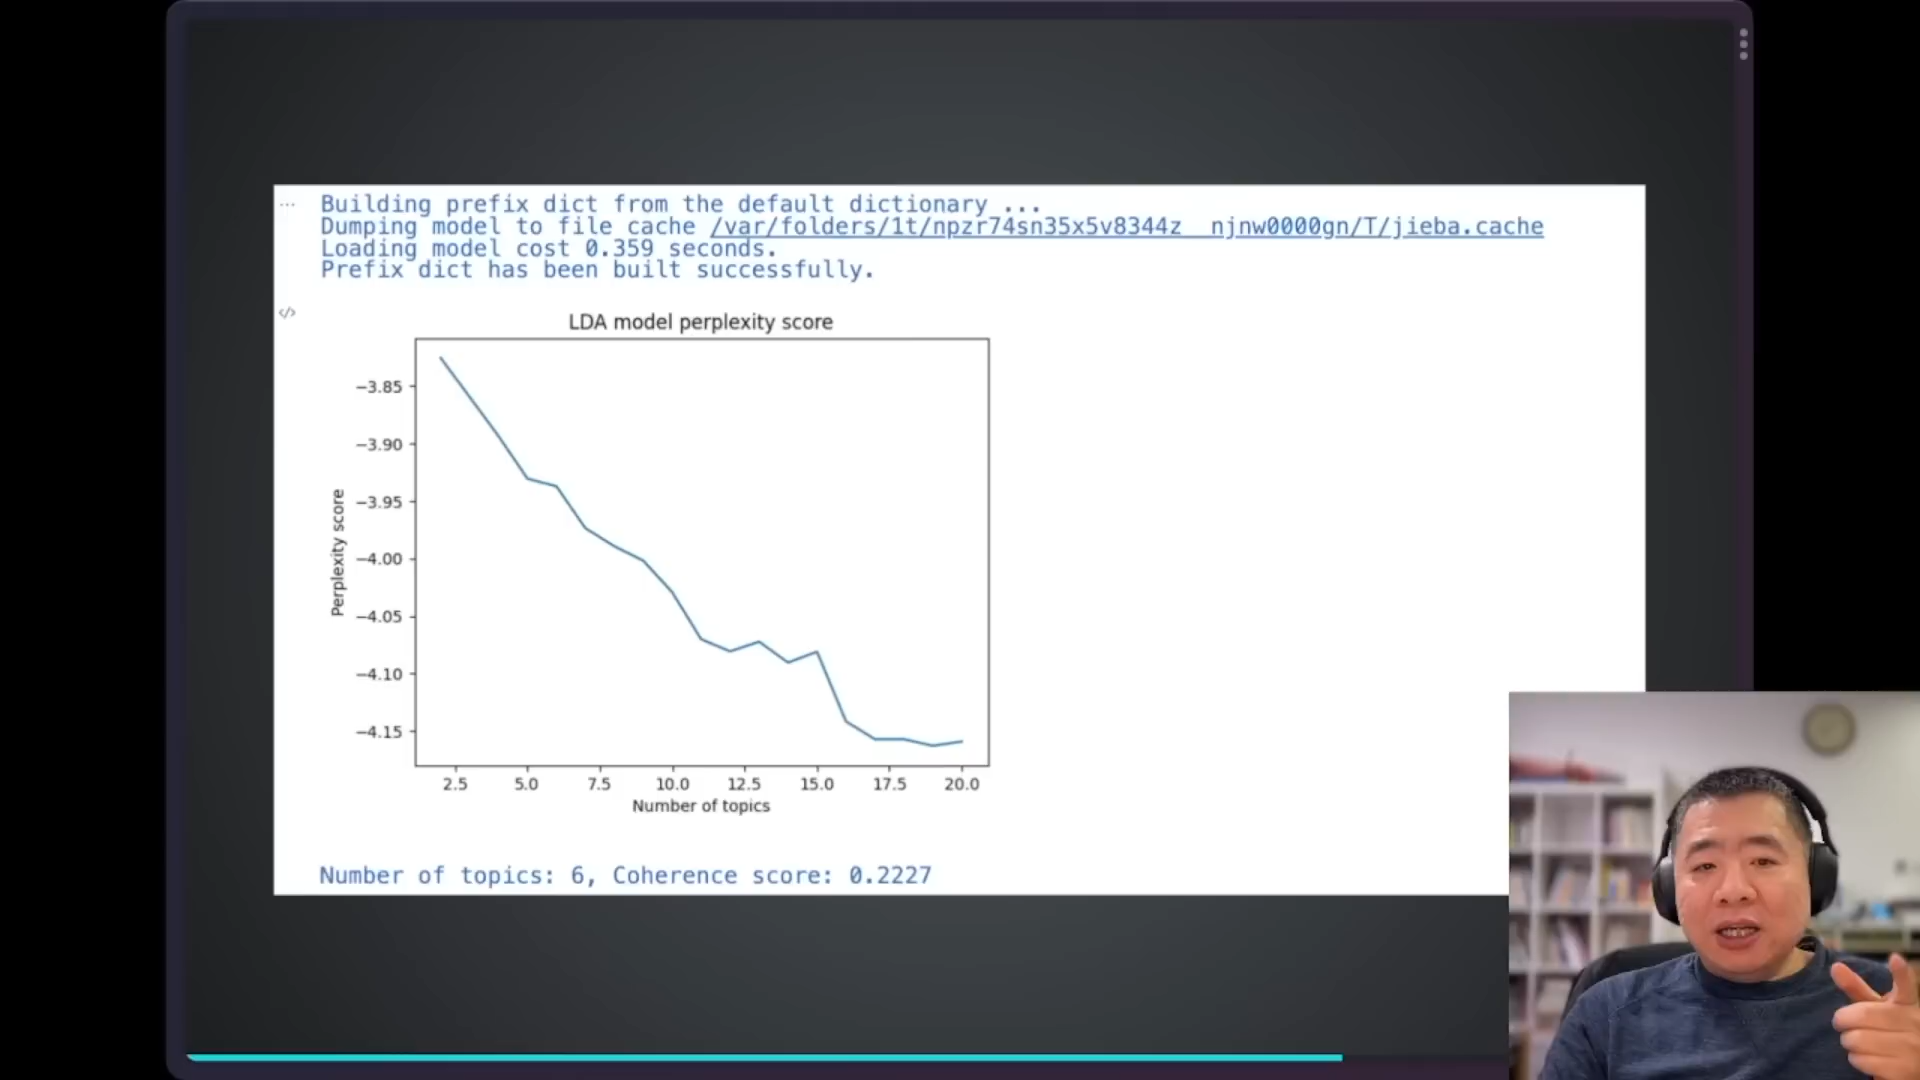 Building prefix dict from the default dictionary ...
Dumping model to file cache /var/folders/1t/npzr74sn35x5v8344z__njnw0000gn/T/jieba.cache
Loading model cost 0.359 seconds.
Prefix dict has been built successfully.
LDA model perplexity score
−3.85
−3.90
−3.95
−4.00
−4.05
−4.10
−4.15
Perplexity score
2.5 5.0 7.5 10.0 12.5 15.0 17.5 20.0
Number of topics
Number of topics: 6, Coherence score: 0.2227